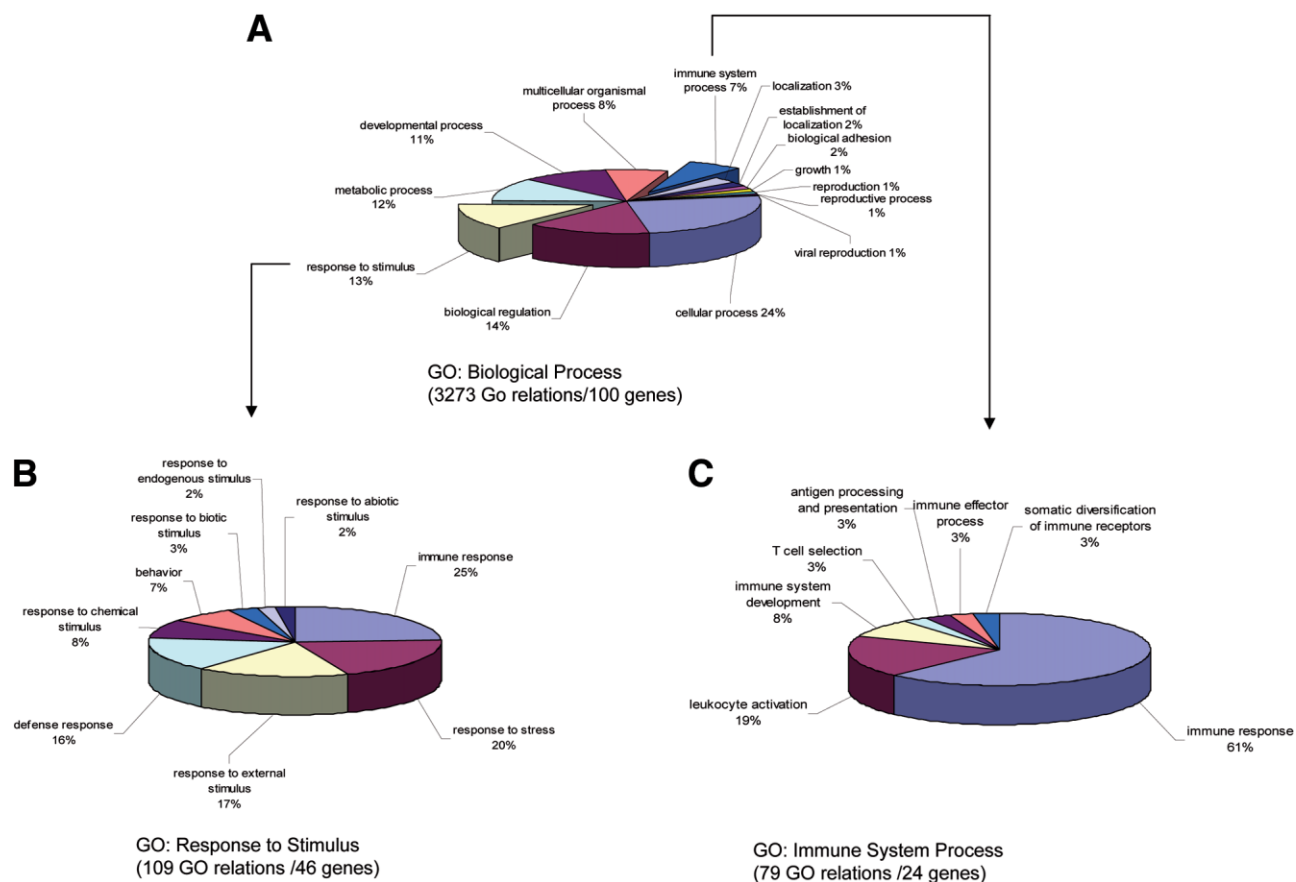 A
immune system
process 7%
localization 3%
multicellular organismal
process 8%
establishment of
localization 2%
developmental process
11%
biological adhesion
2%
growth 1%
metabolic process
12%
reproduction 1%
reproductive process
1%
viral reproduction 1%
response to stimulus
13%
biological regulation
14%
cellular process 24%
GO: Biological Process
(3273 Go relations/100 genes)
B
response to
endogenous stimulus
2%
response to abiotic
stimulus
2%
response to biotic
stimulus
3%
immune response
25%
behavior
7%
response to chemical
stimulus
8%
defense response
16%
response to stress
20%
response to external
stimulus
17%
GO: Response to Stimulus
(109 GO relations /46 genes)
C
antigen processing
and presentation
3%
immune effector
process
3%
somatic diversification
of immune receptors
3%
T cell selection
3%
immune system
development
8%
leukocyte activation
19%
immune response
61%
GO: Immune System Process
(79 GO relations /24 genes)